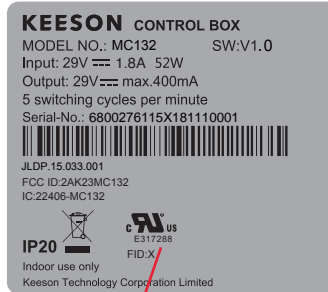 KEESON CONTROL BOX
MODEL NO.: MC132 SW:V1.0
Input: 29V 1.8A 52W
Output: 29V max.400mA
5 switching cycles per minute
Serial-No.: 6800276115X181110001
JLDP.15.033.001
FCC ID:2AK23MC132
IC:22406-MC132
c RU US
E317288
IP20
FID:X
Indoor use only
Keeson Technology Corporation Limited